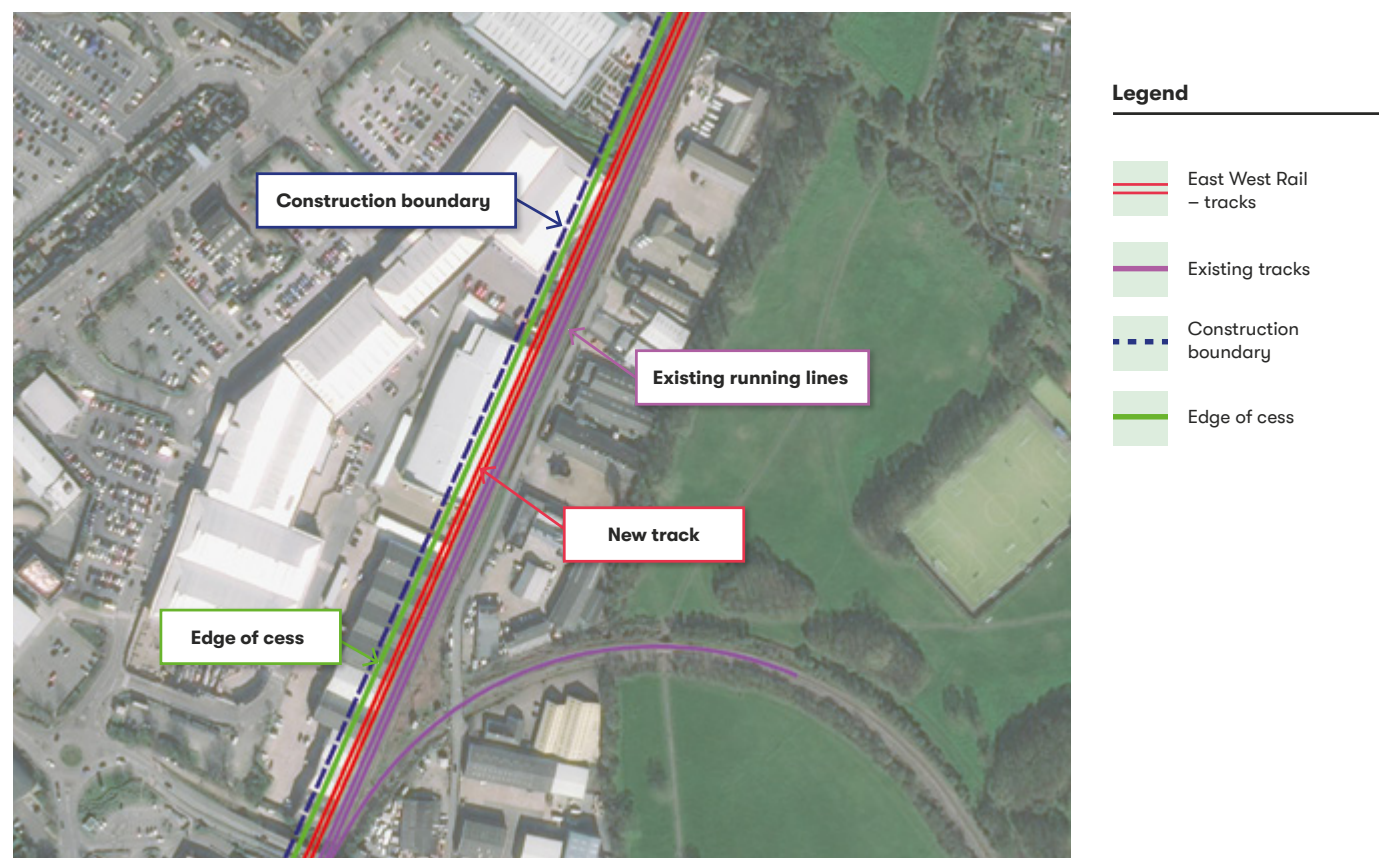 Construction boundary
Existing running lines
New track
Edge of cess
Legend
East West Rail
– tracks
Existing tracks
Construction
boundary
Edge of cess